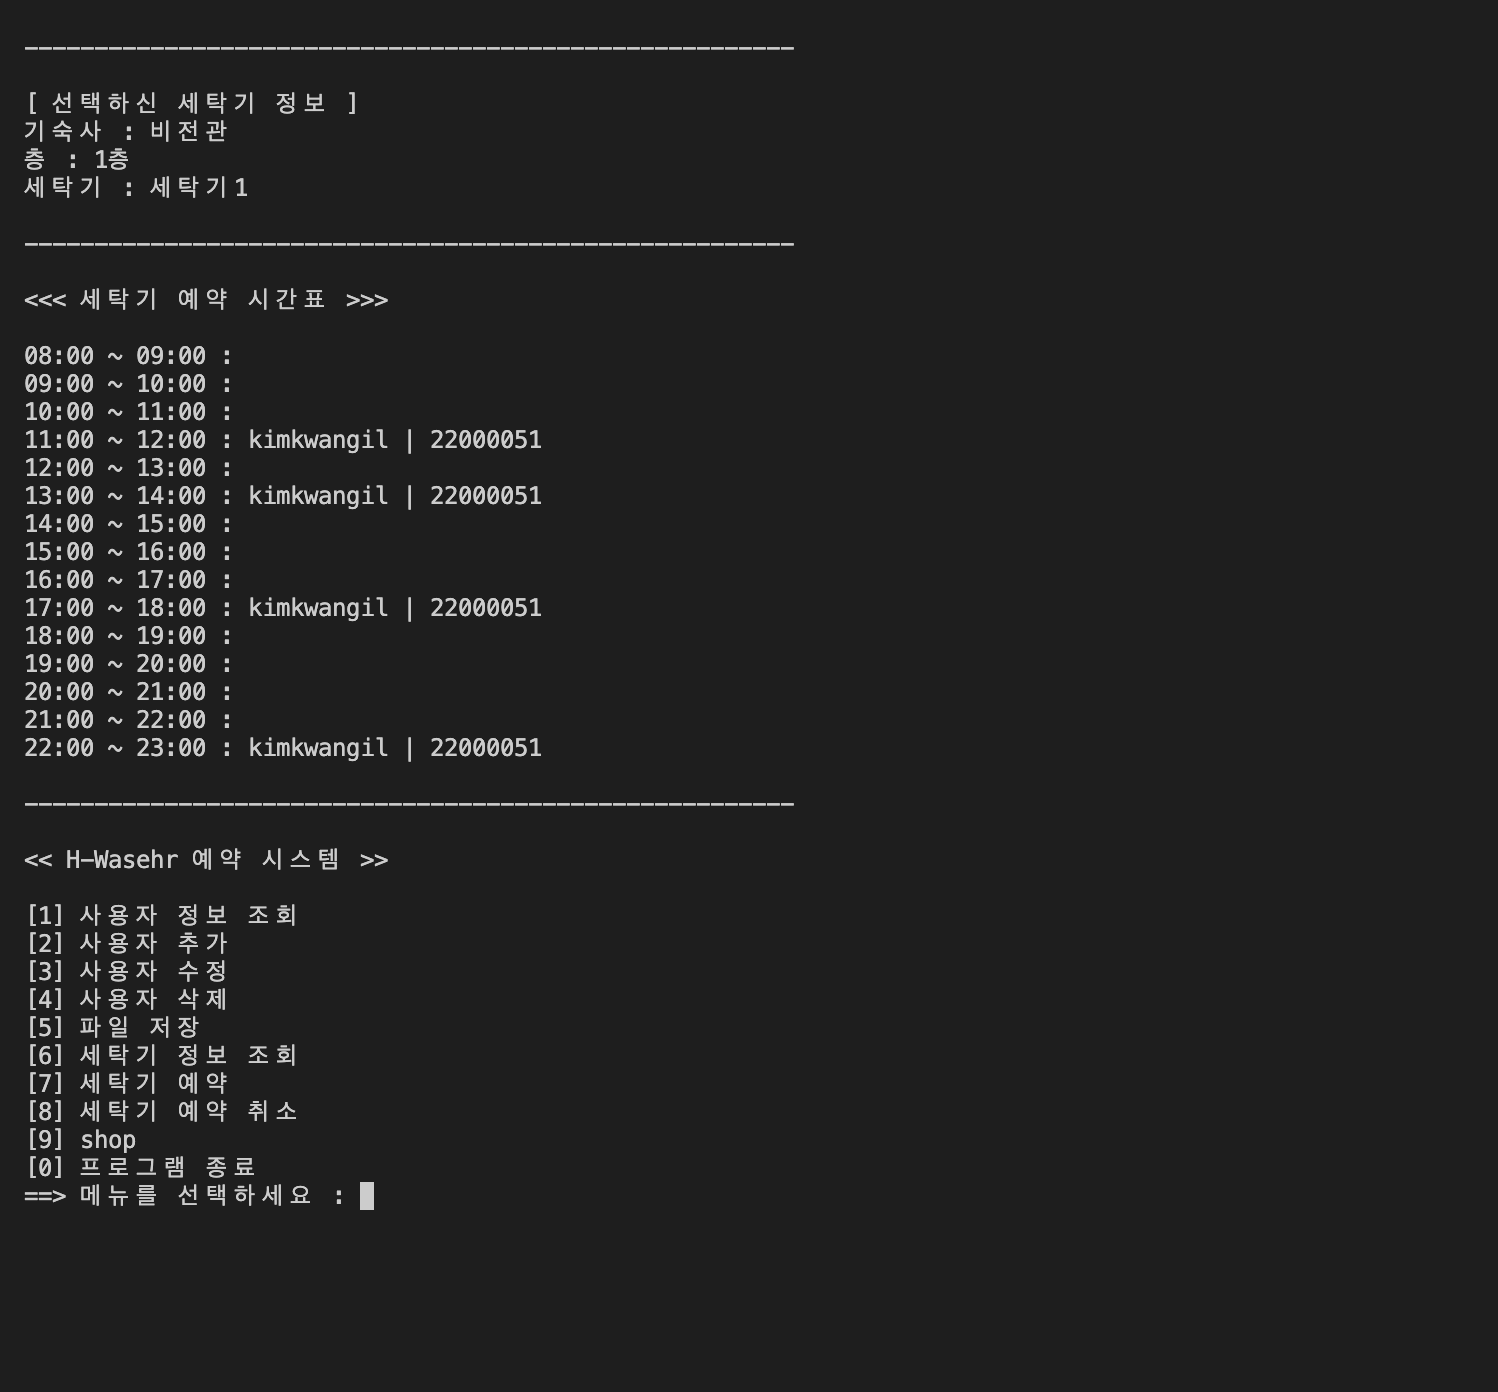 -------------------------------------------------------
[ 선택하신 세탁기 정보 ]
기숙사 : 비전관
층 : 1층
세탁기 : 세탁기1
-------------------------------------------------------
<<< 세탁기 예약 시간표 >>>
08:00 ~ 09:00 :
09:00 ~ 10:00 :
10:00 ~ 11:00 :
11:00 ~ 12:00 : kimkwangil | 22000051
12:00 ~ 13:00 :
13:00 ~ 14:00 : kimkwangil | 22000051
14:00 ~ 15:00 :
15:00 ~ 16:00 :
16:00 ~ 17:00 :
17:00 ~ 18:00 : kimkwangil | 22000051
18:00 ~ 19:00 :
19:00 ~ 20:00 :
20:00 ~ 21:00 :
21:00 ~ 22:00 :
22:00 ~ 23:00 : kimkwangil | 22000051
-------------------------------------------------------
<< H-Wasehr 예약 시스템 >>
[1] 사용자 정보 조회
[2] 사용자 추가
[3] 사용자 수정
[4] 사용자 삭제
[5] 파일 저장
[6] 세탁기 정보 조회
[7] 세탁기 예약
[8] 세탁기 예약 취소
[9] shop
[0] 프로그램 종료
==> 메뉴를 선택하세요 :